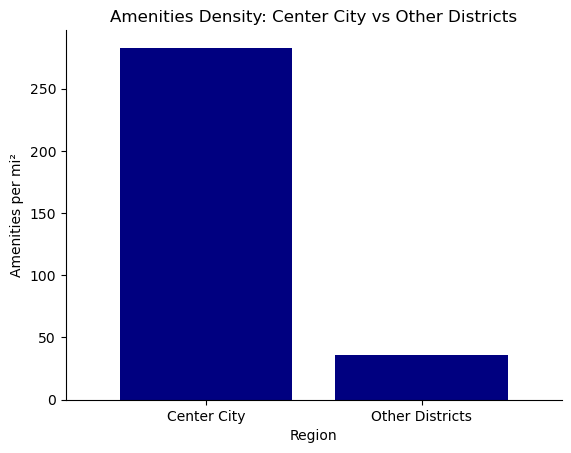 Amenities Density: Center City vs Other Districts
Amenities per mi²
250
200
150
100
50
0
Center City
Other Districts
Region